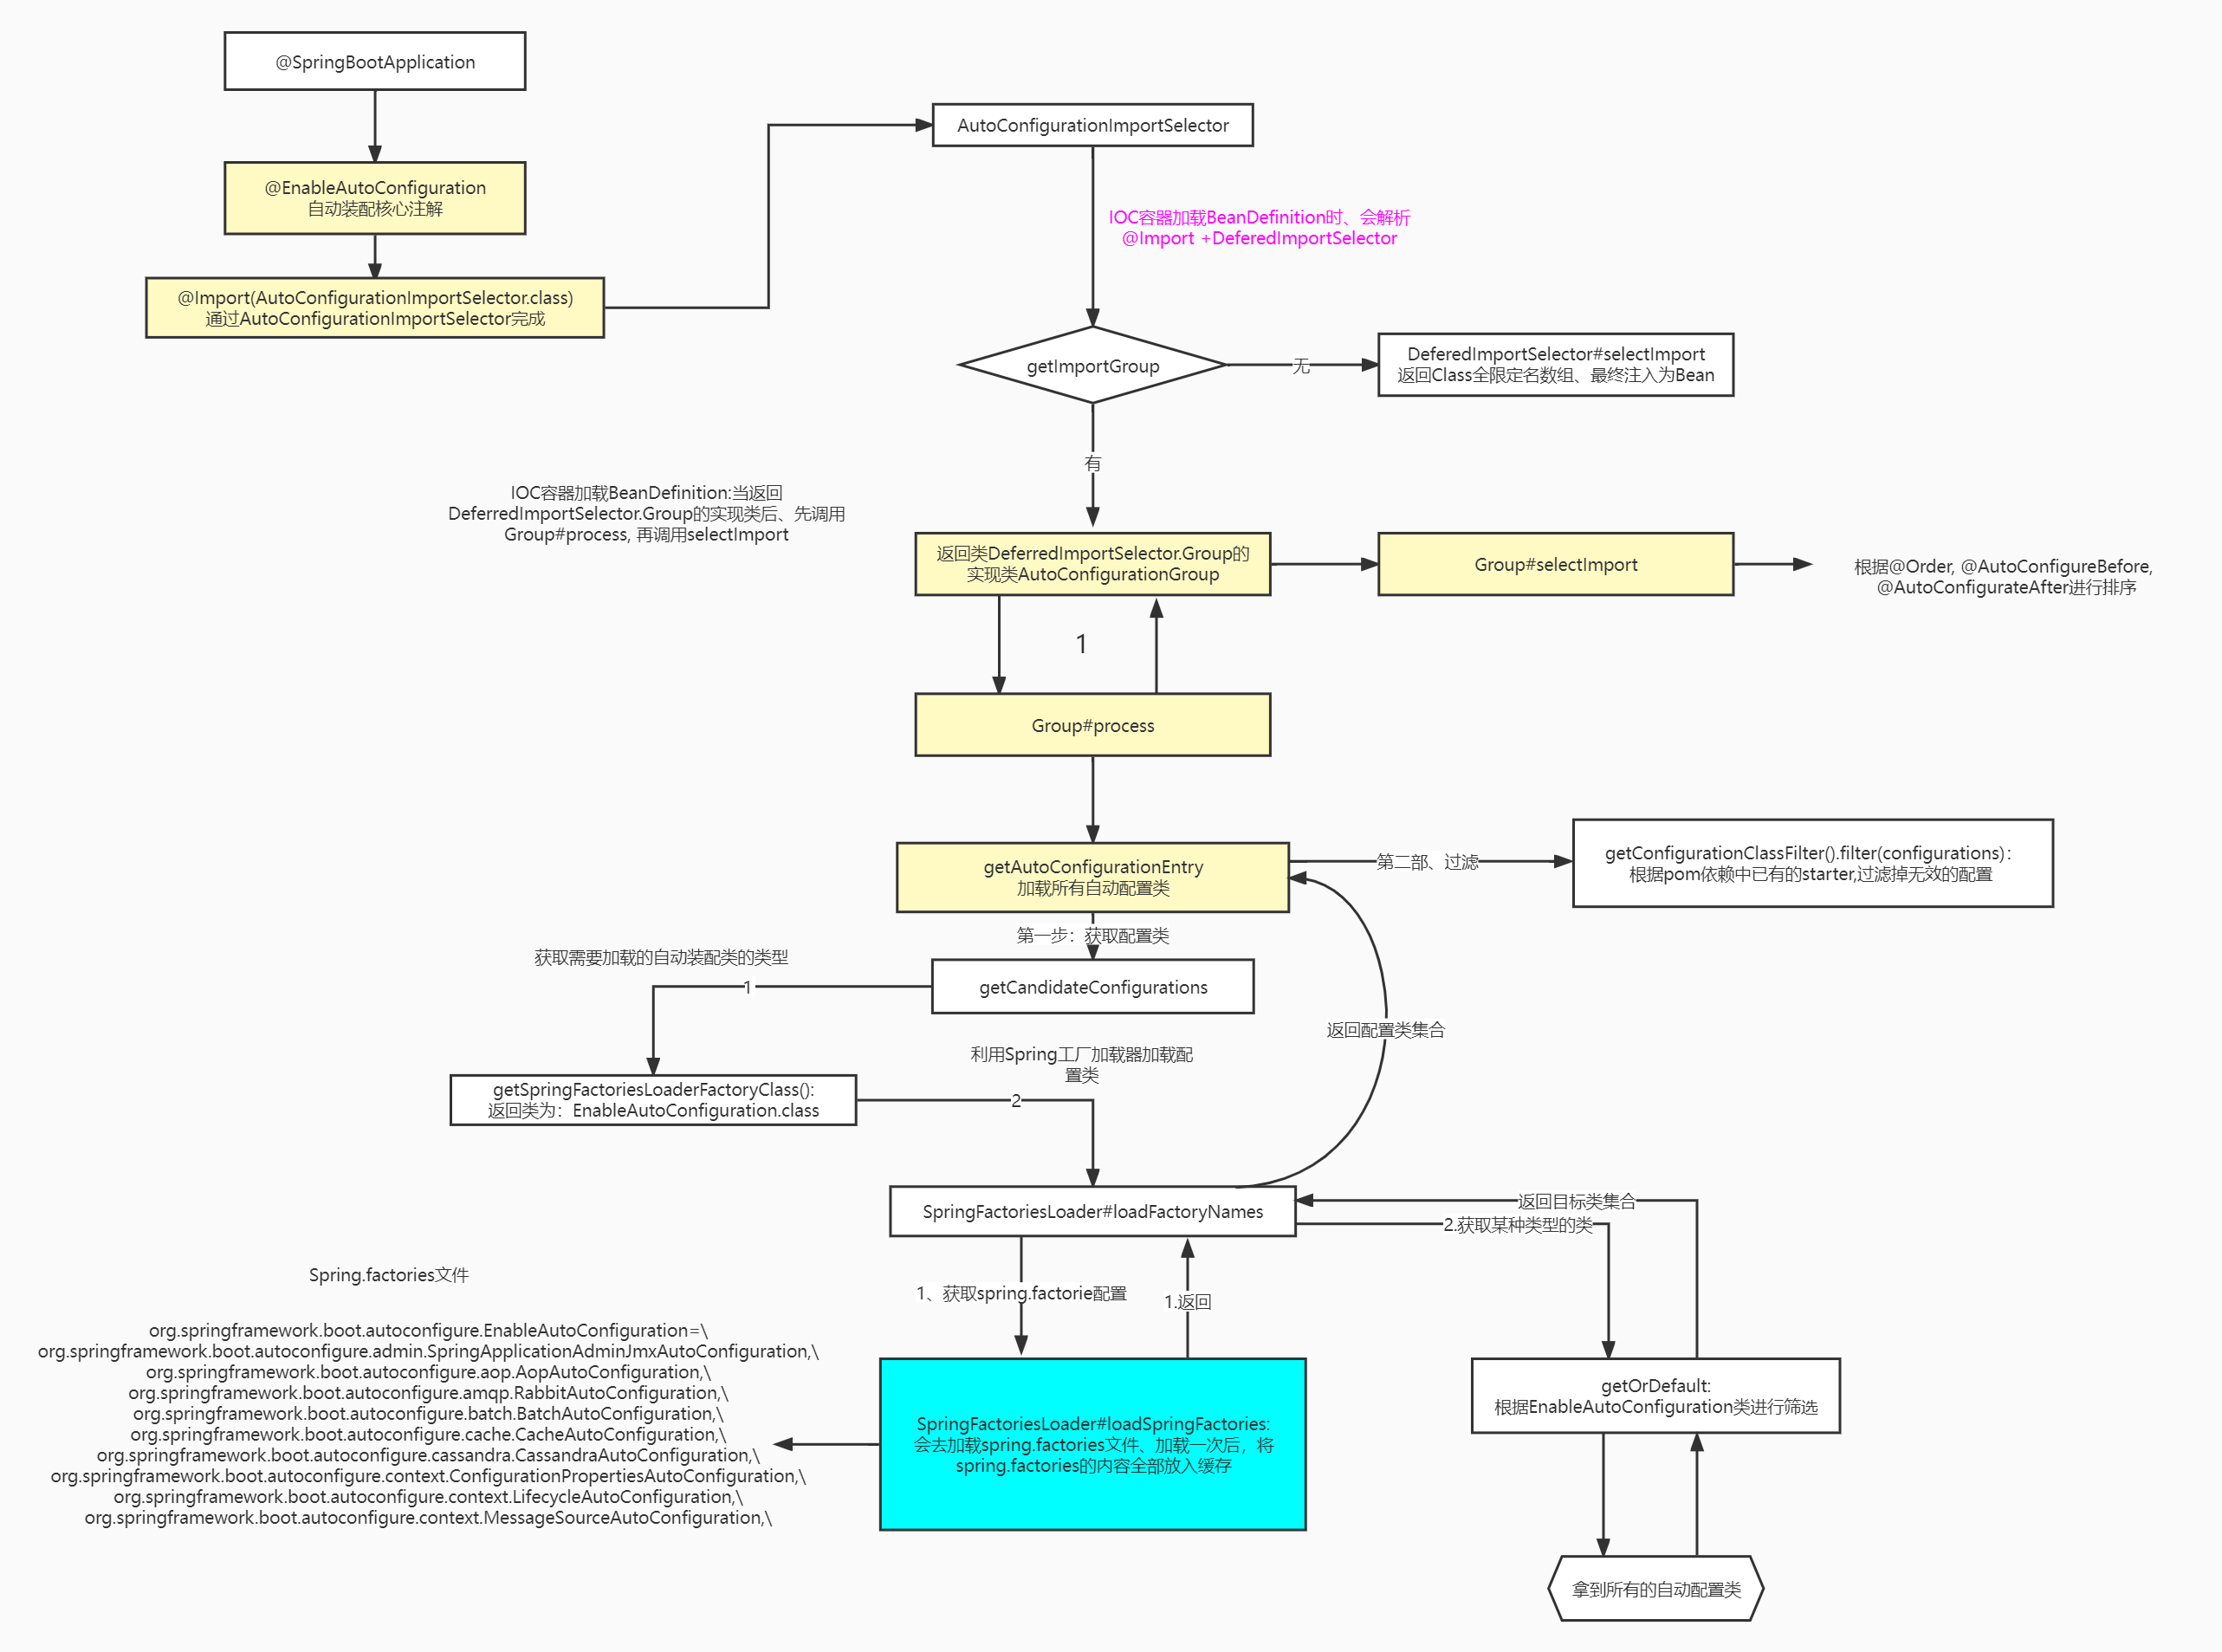 @SpringBootApplication
@EnableAutoConfiguration
自动装配核心注解
@Import(AutoConfigurationImportSelector.class)
通过AutoConfigurationImportSelector完成
AutoConfigurationImportSelector
IOC容器加载BeanDefinition时、会解析
@Import +DeferedImportSelector
getImportGroup
无
DeferedImportSelector#selectImport
返回Class全限定名数组、最终注入为Bean
有
IOC容器加载BeanDefinition:当返回
DeferredImportSelector.Group的实现类后、先调用
Group#process, 再调用selectImport
返回类DeferredImportSelector.Group的
实现类AutoConfigurationGroup
Group#selectImport
根据@Order, @AutoConfigureBefore,
@AutoConfigurateAfter进行排序
1
Group#process
getAutoConfigurationEntry
加载所有自动配置类
第二部、过滤
getConfigurationClassFilter().filter(configurations)：
根据pom依赖中已有的starter,过滤掉无效的配置
第一步：获取配置类
获取需要加载的自动装配类的类型
1
getCandidateConfigurations
返回配置类集合
利用Spring工厂加载器加载配
置类
getSpringFactoriesLoaderFactoryClass():
返回类为：EnableAutoConfiguration.class
2
SpringFactoriesLoader#loadFactoryNames
返回目标类集合
2.获取某种类型的类
1、获取spring.factorie配置
1.返回
Spring.factories文件
org.springframework.boot.autoconfigure.EnableAutoConfiguration=\
org.springframework.boot.autoconfigure.admin.SpringApplicationAdminJmxAutoConfiguration,\
org.springframework.boot.autoconfigure.aop.AopAutoConfiguration,\
org.springframework.boot.autoconfigure.amqp.RabbitAutoConfiguration,\
org.springframework.boot.autoconfigure.batch.BatchAutoConfiguration,\
org.springframework.boot.autoconfigure.cache.CacheAutoConfiguration,\
org.springframework.boot.autoconfigure.cassandra.CassandraAutoConfiguration,\
org.springframework.boot.autoconfigure.context.ConfigurationPropertiesAutoConfiguration,\
org.springframework.boot.autoconfigure.context.LifecycleAutoConfiguration,\
org.springframework.boot.autoconfigure.context.MessageSourceAutoConfiguration,\
SpringFactoriesLoader#loadSpringFactories:
会去加载spring.factories文件、加载一次后，将
spring.factories的内容全部放入缓存
getOrDefault:
根据EnableAutoConfiguration类进行筛选
拿到所有的自动配置类